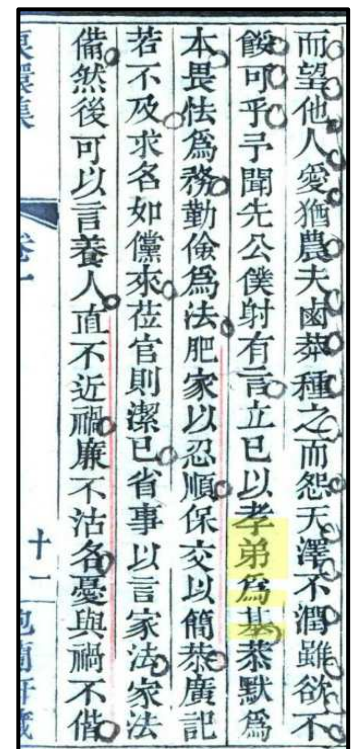 而望他人愛猶農夫鹵莽種之而怨天澤不潤雖欲不
餒可乎予聞先公僕射有言立已以孝弟爲基恭默爲
本畏怯爲務勤儉爲法肥家以忍順保交以簡恭廣記
若不及求名如儻來莅官則潔已省事以言家法家法
備然後可以言養人直不近禍廉不沽名憂與禍不偕
卷一
十二